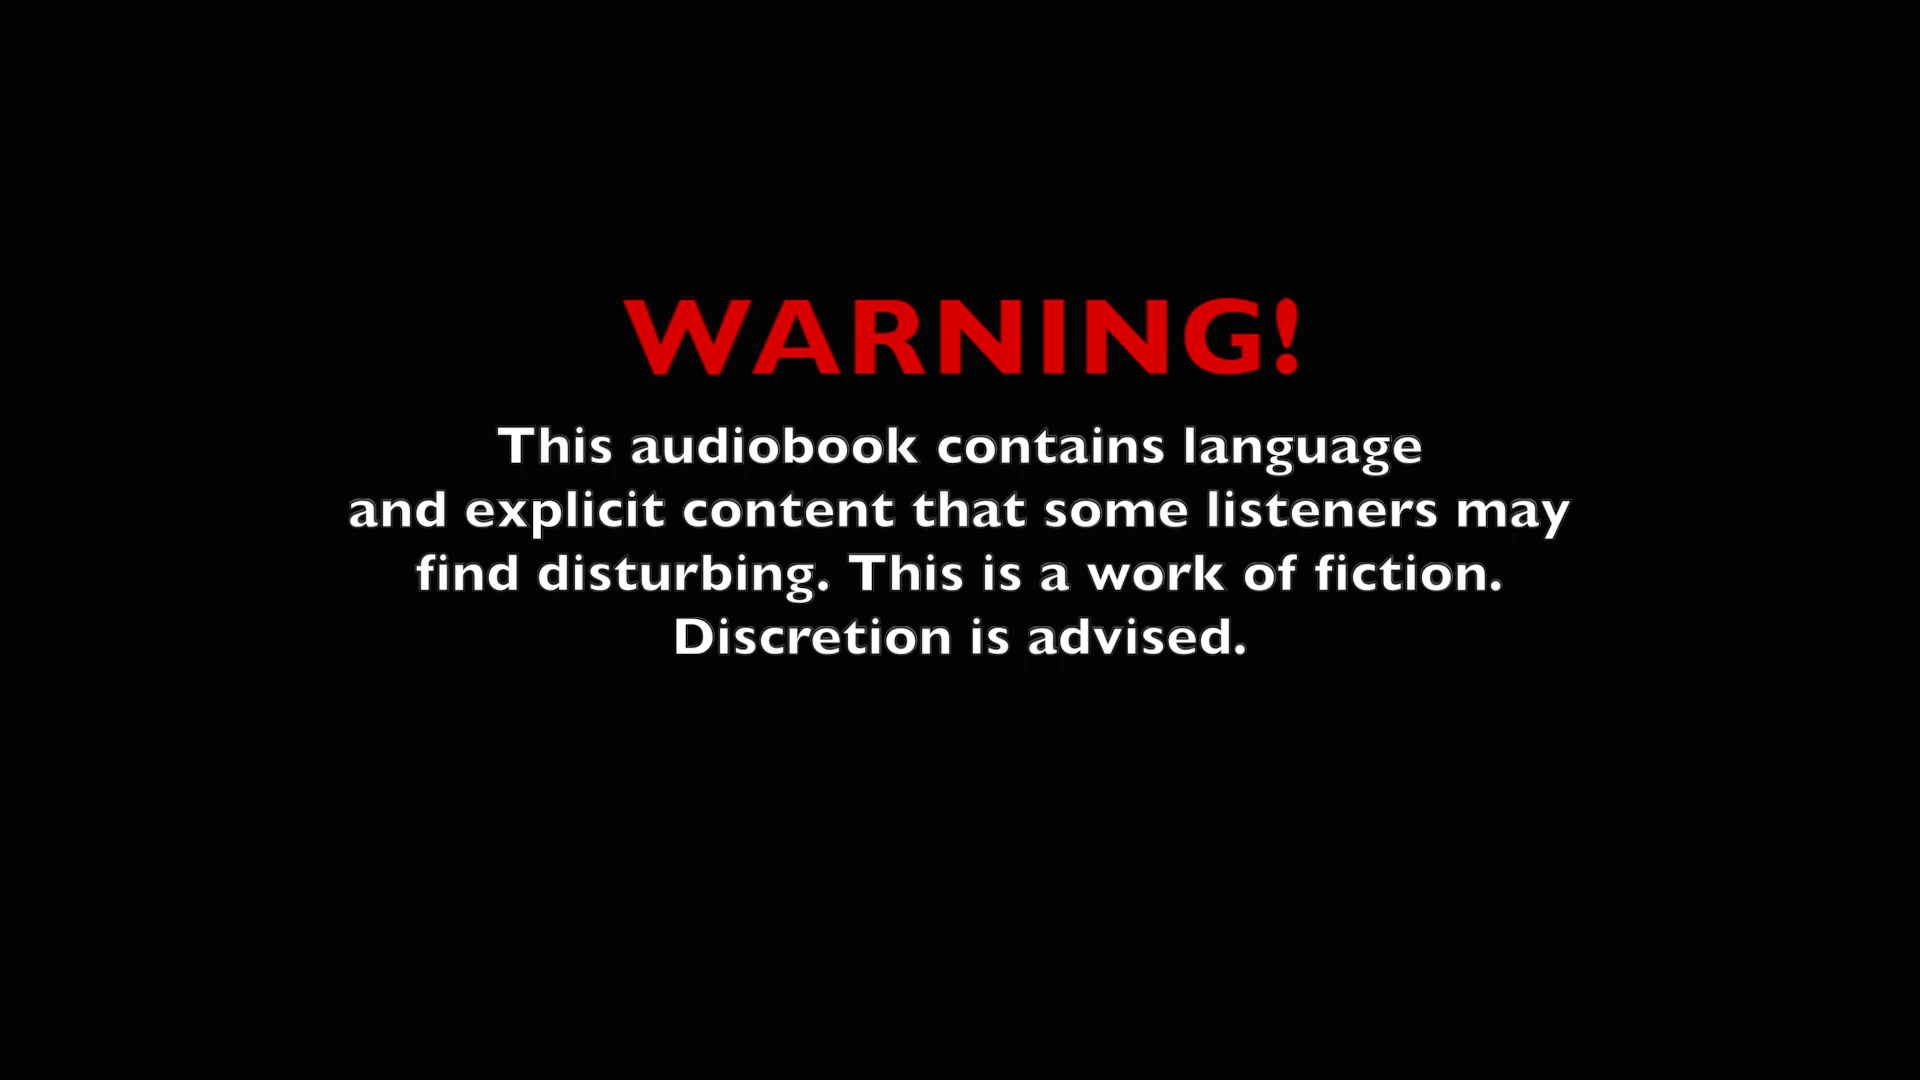 WARNING!
This audiobook contains language
and explicit content that some listeners may
find disturbing. This is a work of fiction.
Discretion is advised.